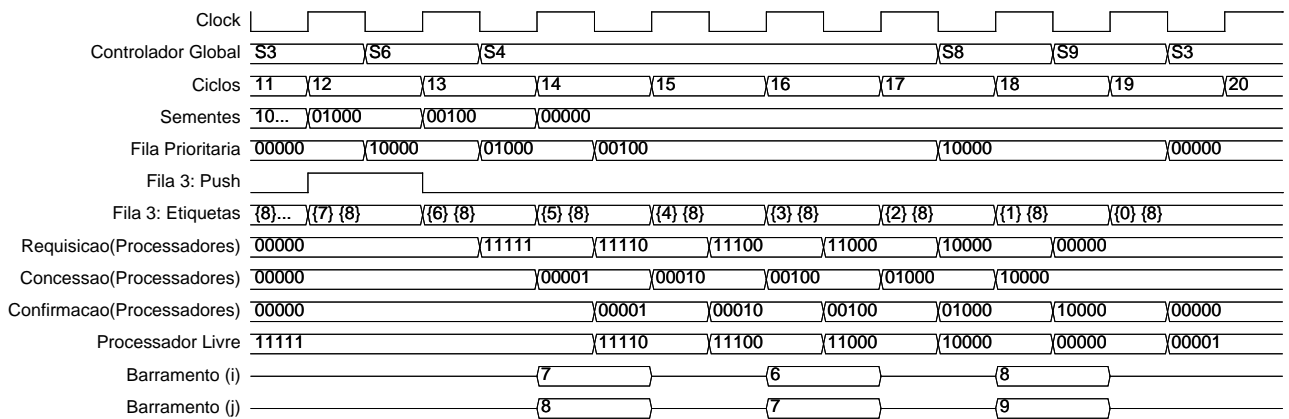 Clock
Controlador Global S3 S6 S4 S8 S9 S3
Ciclos 11 12 13 14 15 16 17 18 19 20
Sementes 10... 01000 00100 00000
Fila Prioritaria 00000 10000 01000 00100 10000 00000
Fila 3: Push
Fila 3: Etiquetas {8}... {7} {8} {6} {8} {5} {8} {4} {8} {3} {8} {2} {8} {1} {8} {0} {8}
Requisicao(Processadores) 00000 11111 11110 11100 11000 10000 00000
Concessao(Processadores) 00000 00001 00010 00100 01000 10000
Confirmacao(Processadores) 00000 00001 00010 00100 01000 10000 00000
Processador Livre 11111 11110 11100 11000 10000 00000 00001
Barramento (i) 7 6 8
Barramento (j) 8 7 9